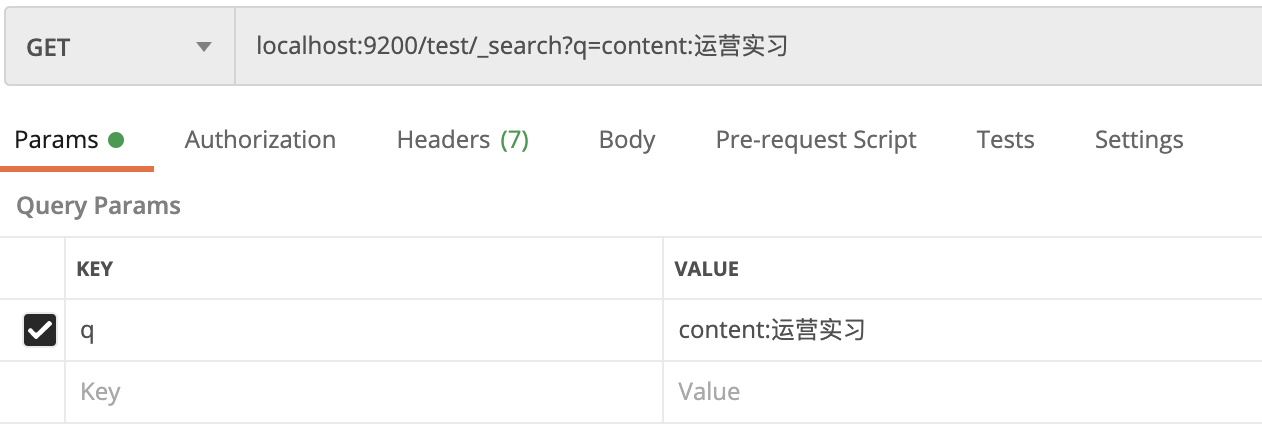 GET localhost:9200/test/_search?q=content:运营实习
Params Authorization Headers (7) Body Pre-request Script Tests Settings
Query Params
KEY VALUE
q content:运营实习
Key Value